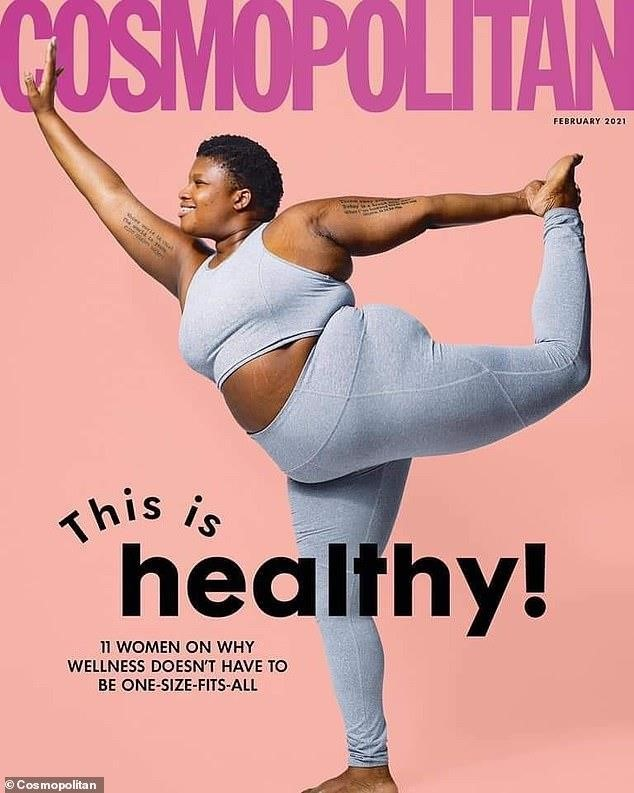 COSMOPOLITAN
FEBRUARY 2021
This is
healthy!
11 WOMEN ON WHY
WELLNESS DOESN'T HAVE TO
BE ONE-SIZE-FITS-ALL
©Cosmopolitan